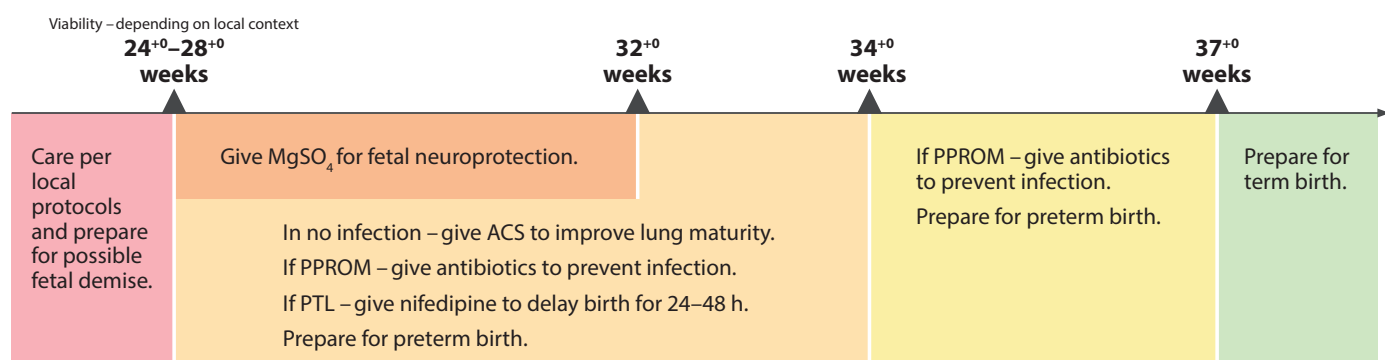 Viability – depending on local context
24+0–28+0
weeks
32+0
weeks
34+0
weeks
37+0
weeks
Care per
local
protocols
and prepare
for possible
fetal demise.
Give MgSO4 for fetal neuroprotection.
In no infection – give ACS to improve lung maturity.
If PPROM – give antibiotics to prevent infection.
If PTL – give nifedipine to delay birth for 24–48 h.
Prepare for preterm birth.
If PPROM – give antibiotics
to prevent infection.
Prepare for preterm birth.
Prepare for
term birth.